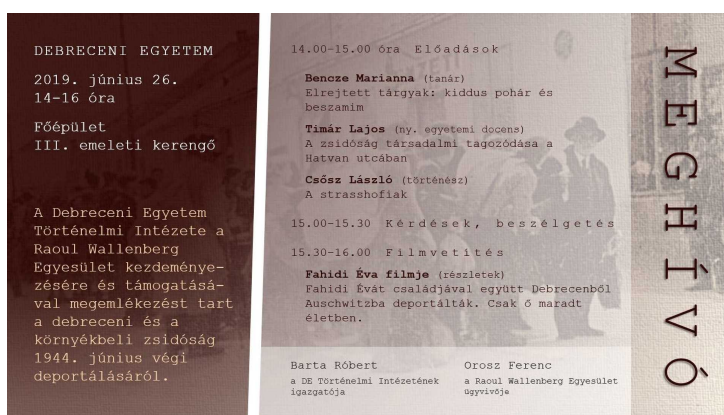 DEBRECENI EGYETEM
2019. június 26.
14-16 óra
Főépület
III. emeleti kerengő
A Debreceni Egyetem
Történelmi Intézete a
Raoul Wallenberg
Egyesület kezdeménye-
zésére és támogatásá-
val megemlékezést tart
a debreceni és a
környékbeli zsidóság
1944. június végi
deportálásáról.
14.00-15.00 óra Előadások
Bencze Marianna (tanár)
Elrejtett tárgyak: kiddus pohár és
beszamim
Timár Lajos (ny. egyetemi docens)
A zsidóság társadalmi tagozódása a
Hatvan utcában
Csősz László (történész)
A strasshofiak
15.00-15.30 Kérdések, beszélgetés
15.30-16.00 Filmvetítés
Fahidi Éva filmje (részletek)
Fahidi Évát családjával együtt Debrecenből
Auschwitzba deportálták. Csak ő maradt
életben.
Barta Róbert
a DE Történelmi Intézetének
igazgatója
Orosz Ferenc
a Raoul Wallenberg Egyesület
ügyvivője
MEGHÍVÓ